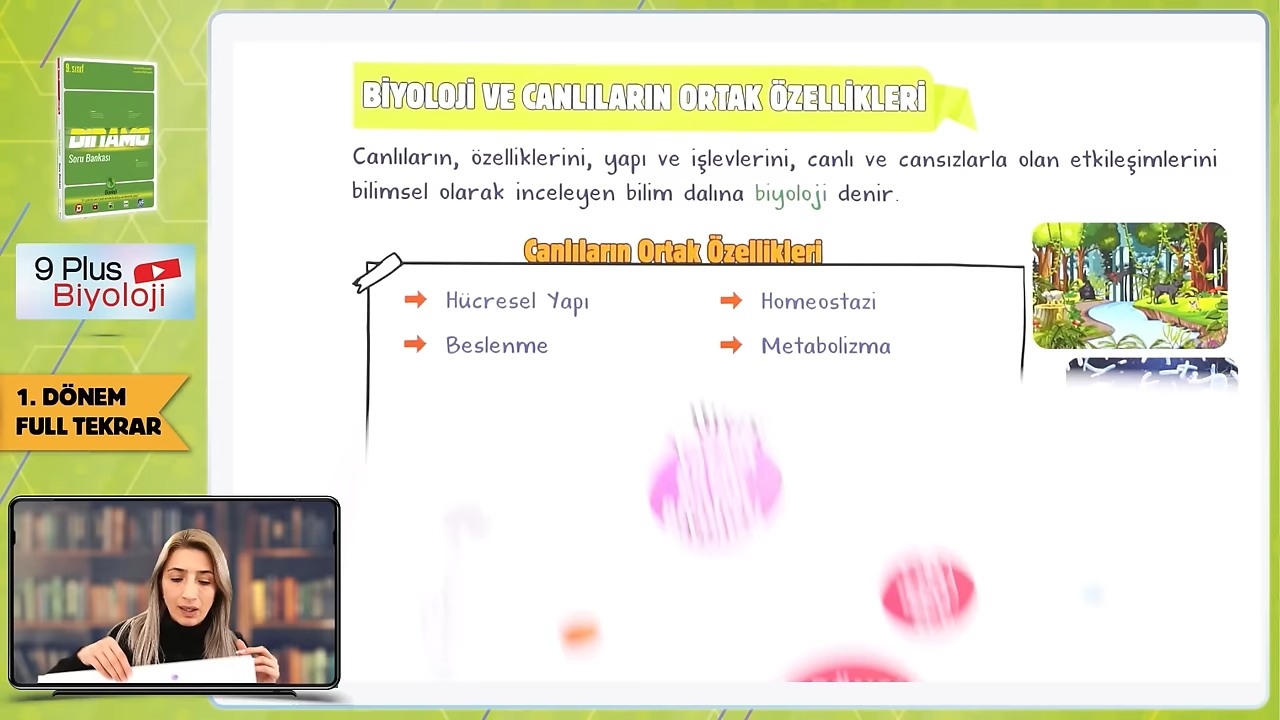 9. sınıf
DİNAMO
Soru Bankası
9 Plus
Biyoloji
1. DÖNEM
FULL TEKRAR
BİYOLOJİ VE CANLILARIN ORTAK ÖZELLİKLERİ
Canlıların, özelliklerini, yapı ve işlevlerini, canlı ve cansızlarla olan etkileşimlerini
bilimsel olarak inceleyen bilim dalına biyoloji denir.
Canlıların Ortak Özellikleri
Hücresel Yapı
Homeostazi
Beslenme
Metabolizma